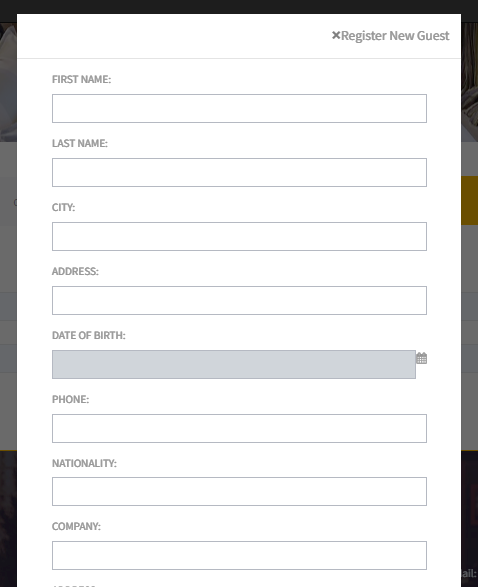 ×Register New Guest
FIRST NAME:
LAST NAME:
CITY:
ADDRESS:
DATE OF BIRTH:
PHONE:
NATIONALITY:
COMPANY: